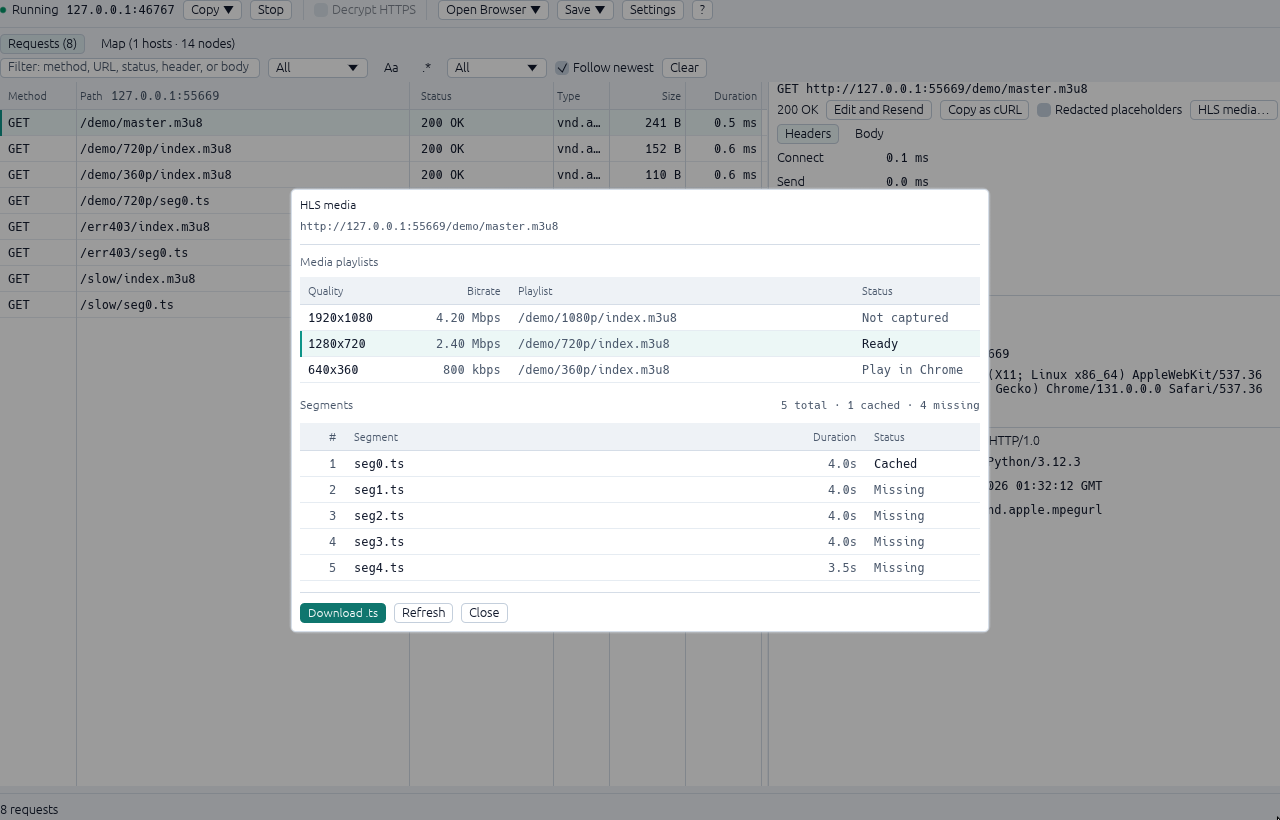 Running 127.0.0.1:46767 Copy ▼ Stop Decrypt HTTPS Open Browser ▼ Save ▼ Settings ?
Requests (8) Map (1 hosts · 14 nodes)
Filter: method, URL, status, header, or body All Aa .* All Follow newest Clear
Method Path 127.0.0.1:55669 Status Type Size Duration
GET /demo/master.m3u8 200 OK vnd.a… 241 B 0.5 ms
GET /demo/720p/index.m3u8 200 OK vnd.a… 152 B 0.6 ms
GET /demo/360p/index.m3u8 200 OK vnd.a… 110 B 0.6 ms
GET /demo/720p/seg0.ts
GET /err403/index.m3u8
GET /err403/seg0.ts
GET /slow/index.m3u8
GET /slow/seg0.ts
GET http://127.0.0.1:55669/demo/master.m3u8
200 OK Edit and Resend Copy as cURL Redacted placeholders HLS media…
Headers Body
Connect 0.1 ms
Send 0.0 ms
669
(X11; Linux x86_64) AppleWebKit/537.36
Gecko) Chrome/131.0.0.0 Safari/537.36
HTTP/1.0
Python/3.12.3
026 01:32:12 GMT
nd.apple.mpegurl
HLS media
http://127.0.0.1:55669/demo/master.m3u8
Media playlists
Quality Bitrate Playlist Status
1920x1080 4.20 Mbps /demo/1080p/index.m3u8 Not captured
1280x720 2.40 Mbps /demo/720p/index.m3u8 Ready
640x360 800 kbps /demo/360p/index.m3u8 Play in Chrome
Segments 5 total · 1 cached · 4 missing
# Segment Duration Status
1 seg0.ts 4.0s Cached
2 seg1.ts 4.0s Missing
3 seg2.ts 4.0s Missing
4 seg3.ts 4.0s Missing
5 seg4.ts 3.5s Missing
Download .ts Refresh Close
8 requests